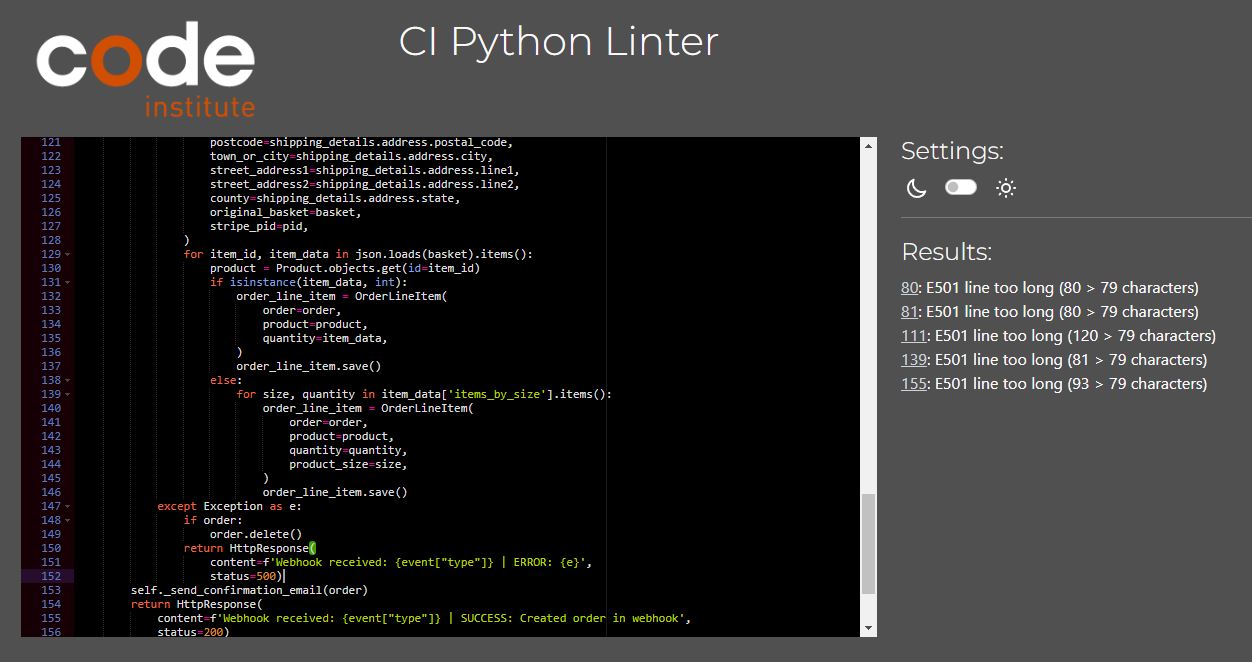 code
institute
CI Python Linter
121 postcode=shipping_details.address.postal_code,
122 town_or_city=shipping_details.address.city,
123 street_address1=shipping_details.address.line1,
124 street_address2=shipping_details.address.line2,
125 county=shipping_details.address.state,
126 original_basket=basket,
127 stripe_pid=pid,
128 )
129 for item_id, item_data in json.loads(basket).items():
130 product = Product.objects.get(id=item_id)
131 if isinstance(item_data, int):
132 order_line_item = OrderLineItem(
133 order=order,
134 product=product,
135 quantity=item_data,
136 )
137 order_line_item.save()
138 else:
139 for size, quantity in item_data['items_by_size'].items():
140 order_line_item = OrderLineItem(
141 order=order,
142 product=product,
143 quantity=quantity,
144 product_size=size,
145 )
146 order_line_item.save()
147 except Exception as e:
148 if order:
149 order.delete()
150 return HttpResponse(
151 content=f'Webhook received: {event["type"]} | ERROR: {e}',
152 status=500)
153 self._send_confirmation_email(order)
154 return HttpResponse(
155 content=f'Webhook received: {event["type"]} | SUCCESS: Created order in webhook',
156 status=200)
Settings:
Results:
80: E501 line too long (80 > 79 characters)
81: E501 line too long (80 > 79 characters)
111: E501 line too long (120 > 79 characters)
139: E501 line too long (81 > 79 characters)
155: E501 line too long (93 > 79 characters)